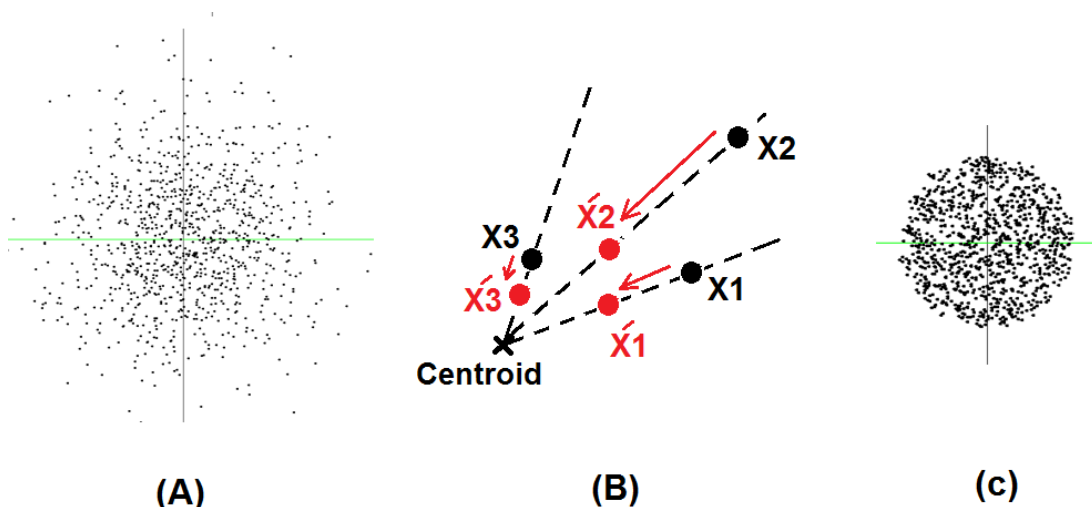 X2
X́2
X3
X1
X́3
X́1
Centroid
(A)
(B)
(c)